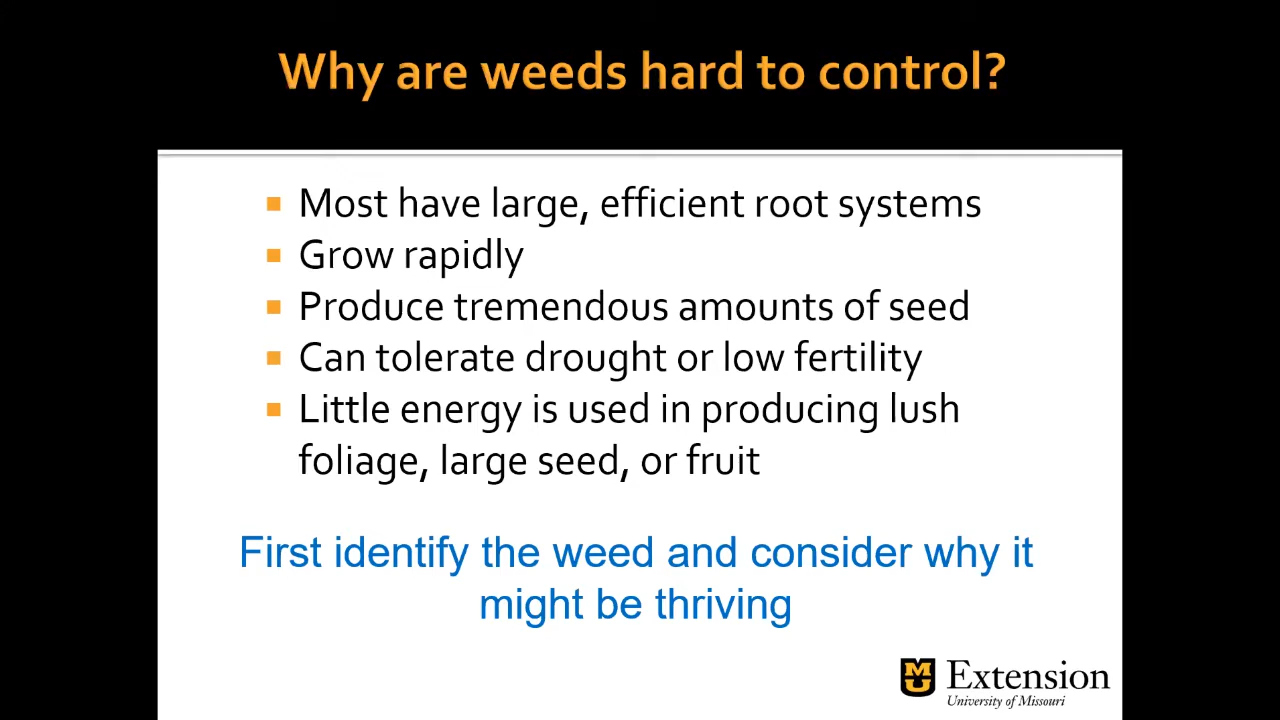 Why are weeds hard to control?
Most have large, efficient root systems
Grow rapidly
Produce tremendous amounts of seed
Can tolerate drought or low fertility
Little energy is used in producing lush
foliage, large seed, or fruit
First identify the weed and consider why it
might be thriving
MU Extension
University of Missouri